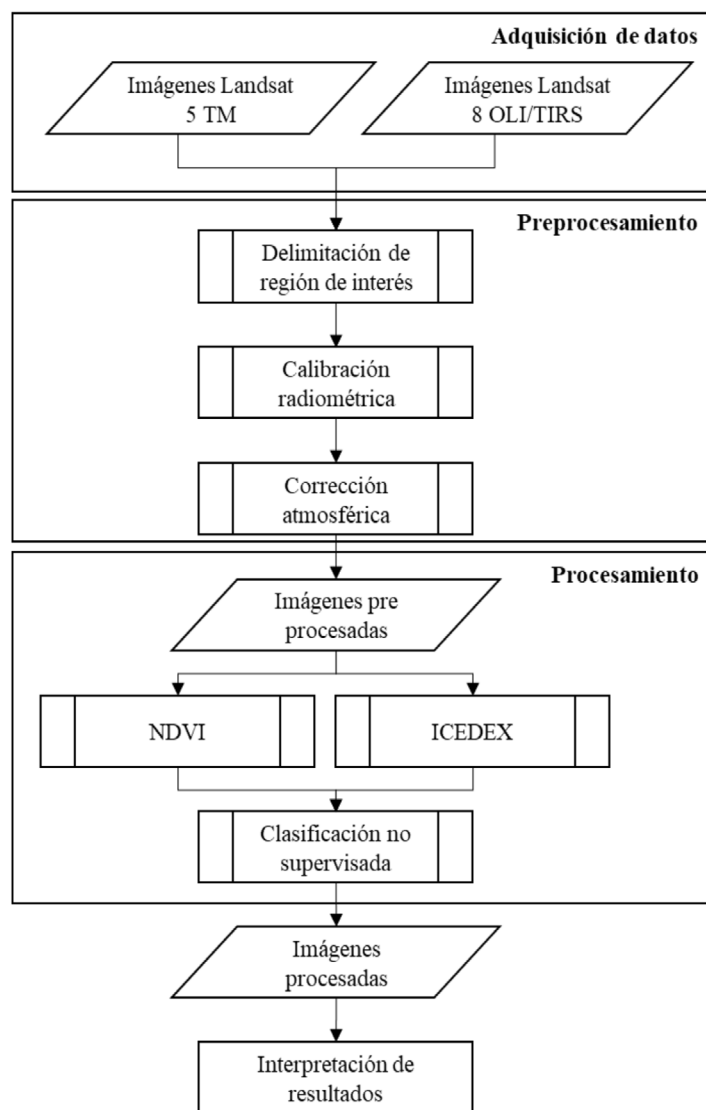 Adquisición de datos
Imágenes Landsat
5 TM
Imágenes Landsat
8 OLI/TIRS
Preprocesamiento
Delimitación de
región de interés
Calibración
radiométrica
Corrección
atmosférica
Procesamiento
Imágenes pre
procesadas
NDVI
ICEDEX
Clasificación no
supervisada
Imágenes
procesadas
Interpretación de
resultados